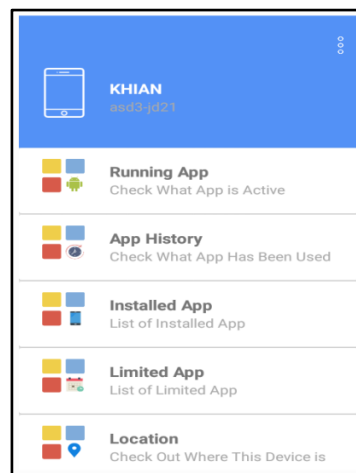 KHIAN
asd3-jd21
Running App
Check What App is Active
App History
Check What App Has Been Used
Installed App
List of Installed App
Limited App
List of Limited App
Location
Check Out Where This Device is